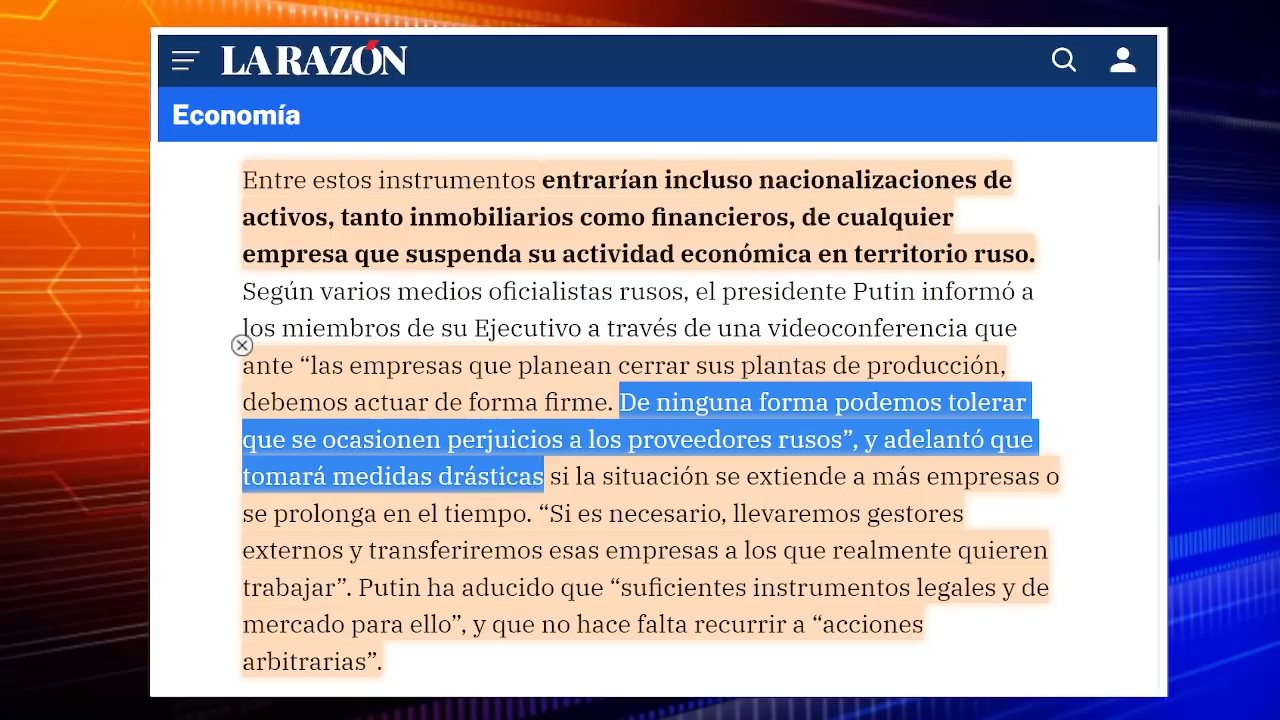 LA RAZÓN
Economía
Entre estos instrumentos entrarían incluso nacionalizaciones de
activos, tanto inmobiliarios como financieros, de cualquier
empresa que suspenda su actividad económica en territorio ruso.
Según varios medios oficialistas rusos, el presidente Putin informó a
los miembros de su Ejecutivo a través de una videoconferencia que
ante “las empresas que planean cerrar sus plantas de producción,
debemos actuar de forma firme. De ninguna forma podemos tolerar
que se ocasionen perjuicios a los proveedores rusos”, y adelantó que
tomará medidas drásticas si la situación se extiende a más empresas o
se prolonga en el tiempo. “Si es necesario, llevaremos gestores
externos y transferiremos esas empresas a los que realmente quieren
trabajar”. Putin ha aducido que “suficientes instrumentos legales y de
mercado para ello”, y que no hace falta recurrir a “acciones
arbitrarias”.